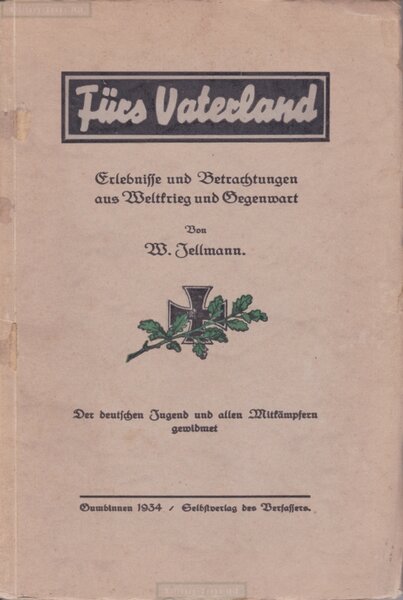 Fürs Vaterland
Erlebnisse und Betrachtungen
aus Weltkrieg und Gegenwart
Von
W. Jellmann.
Der deutschen Jugend und allen Mitkämpfern
gewidmet
Gumbinnen 1934 / Selbstverlag des Verfassers.